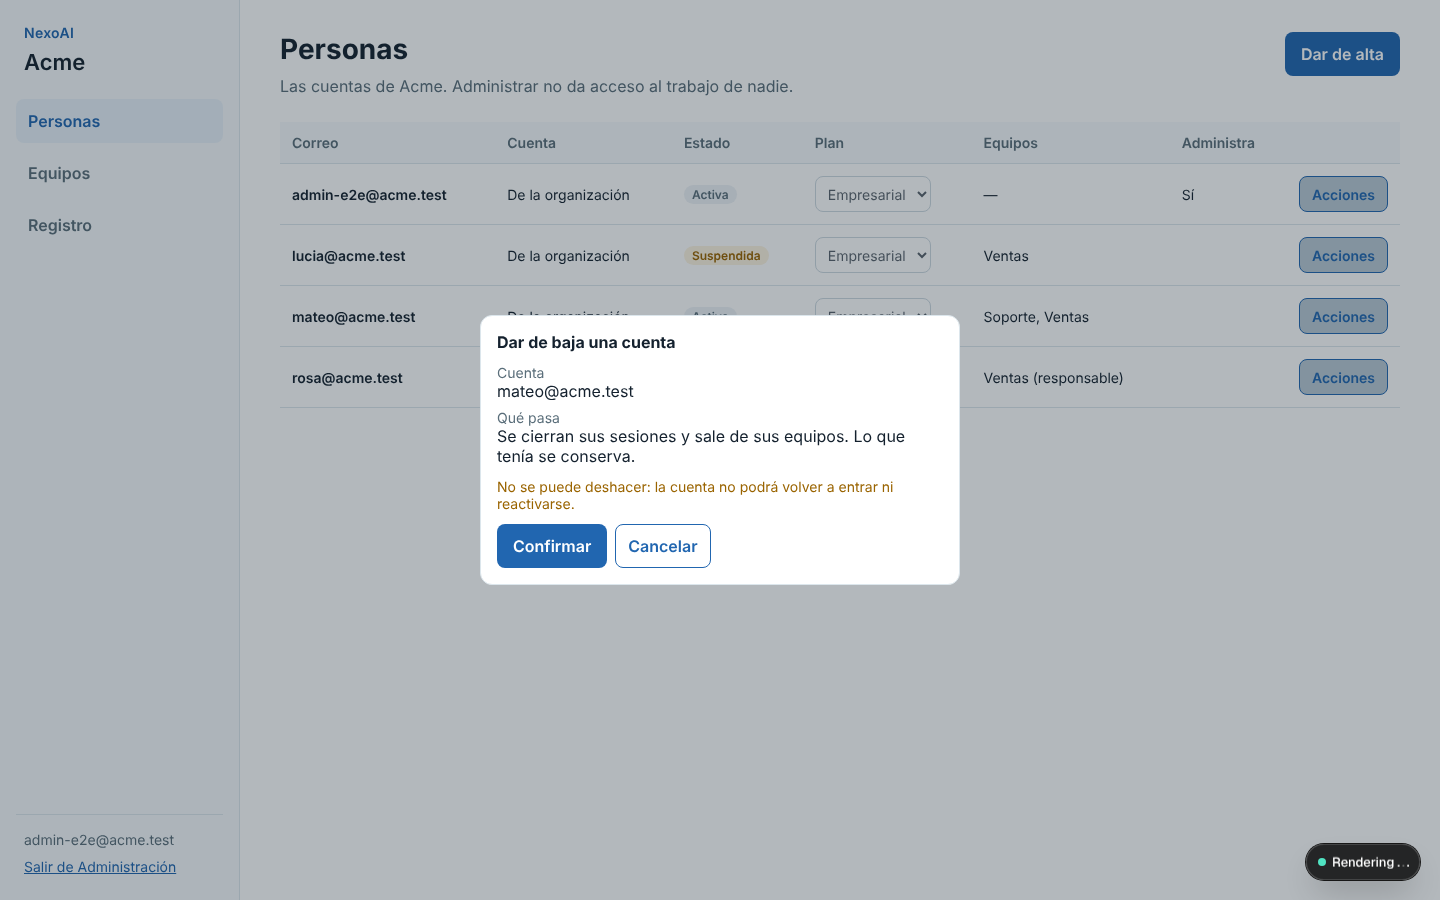 NexoAI
Acme
Personas
Equipos
Registro
admin-e2e@acme.test
Salir de Administración
Personas
Las cuentas de Acme. Administrar no da acceso al trabajo de nadie.
Dar de alta
Correo Cuenta Estado Plan Equipos Administra
admin-e2e@acme.test De la organización Activa Empresarial — Sí Acciones
lucia@acme.test De la organización Suspendida Empresarial Ventas Acciones
mateo@acme.test De la organización Activa Empresarial Soporte, Ventas Acciones
rosa@acme.test Ventas (responsable) Acciones
Dar de baja una cuenta
Cuenta
mateo@acme.test
Qué pasa
Se cierran sus sesiones y sale de sus equipos. Lo que
tenía se conserva.
No se puede deshacer: la cuenta no podrá volver a entrar ni
reactivarse.
Confirmar Cancelar
Rendering ...